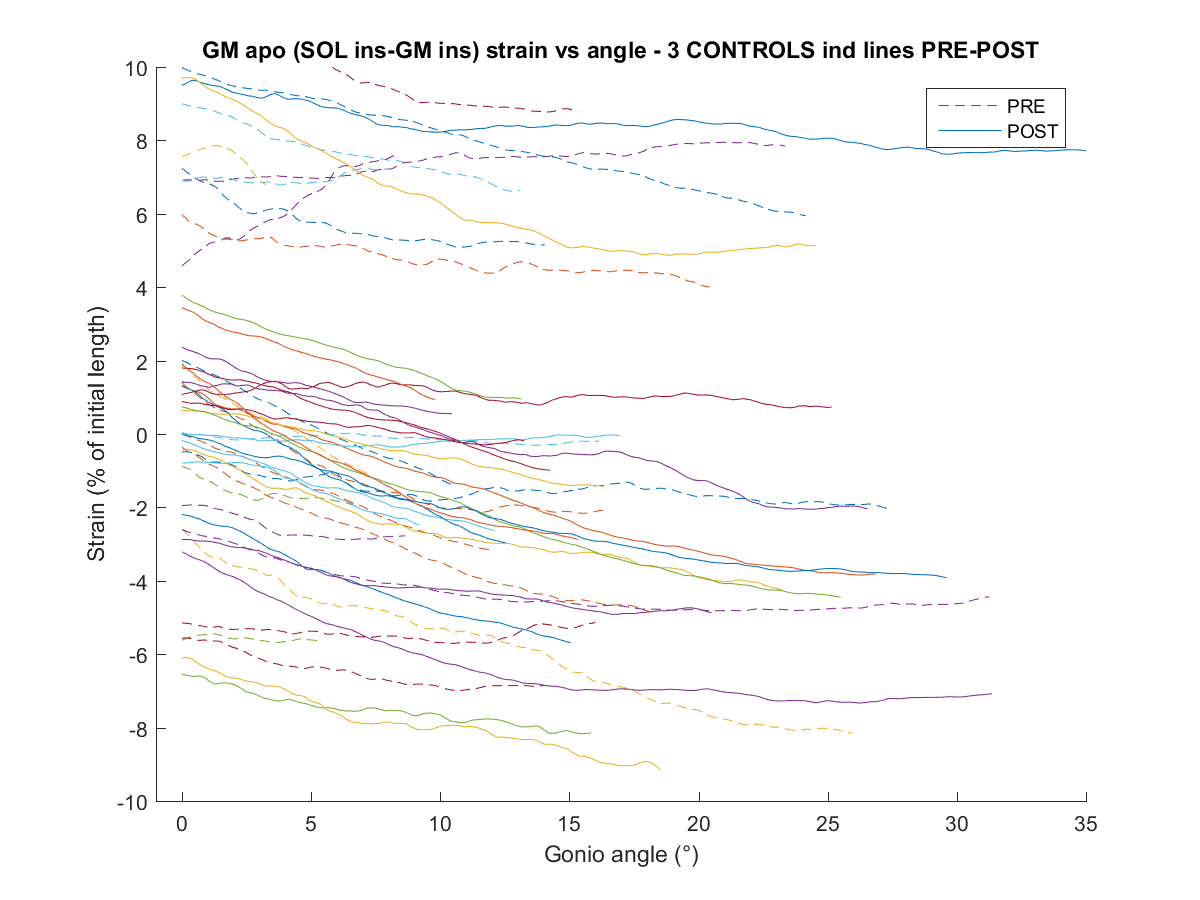 GM apo (SOL ins-GM ins) strain vs angle - 3 CONTROLS ind lines PRE-POST
PRE
POST
Strain (% of initial length)
10
8
6
4
2
0
-2
-4
-6
-8
-10
0 5 10 15 20 25 30 35
Gonio angle (°)